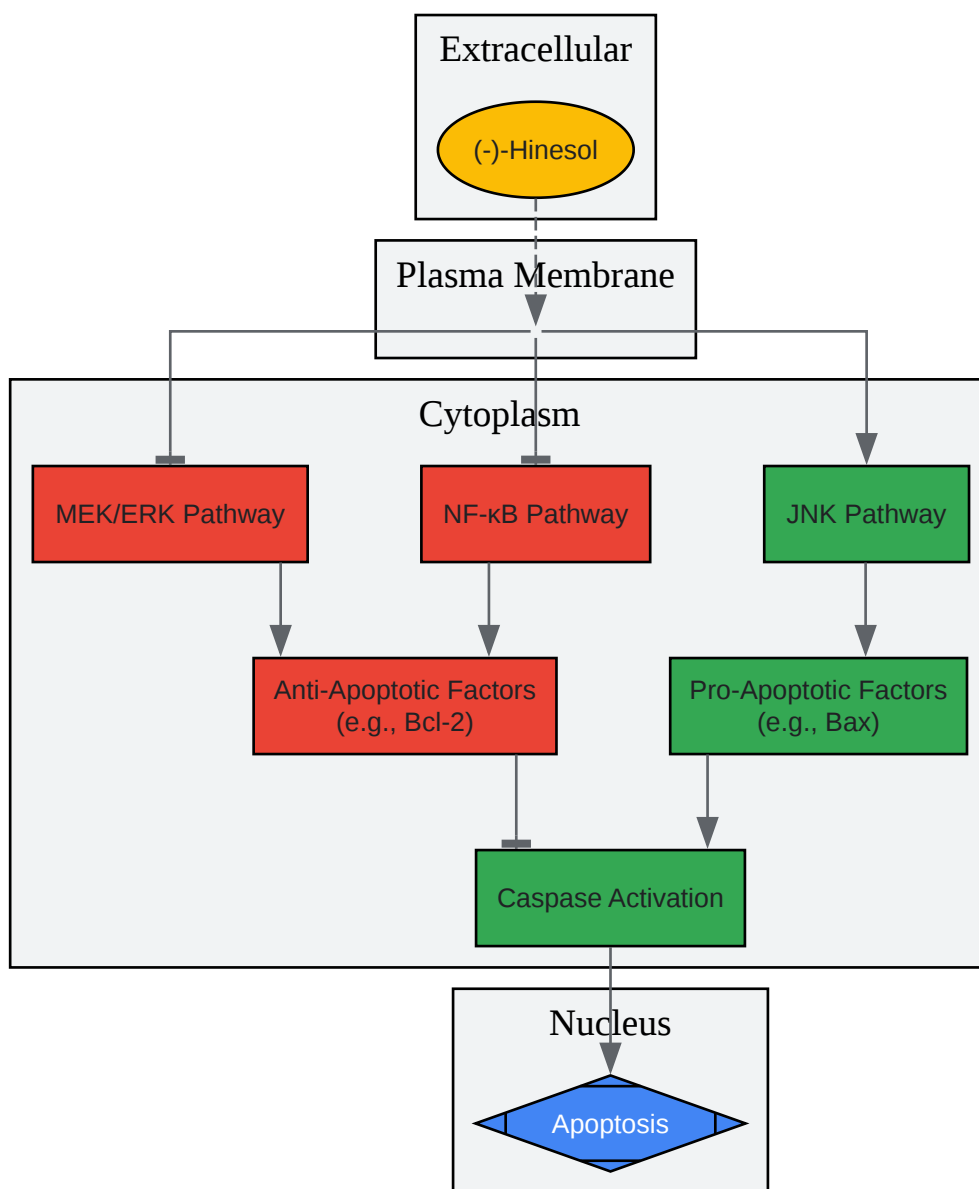 Extracellular
(-)-Hinesol
Plasma Membrane
Cytoplasm
MEK/ERK Pathway
NF-κB Pathway
JNK Pathway
Anti-Apoptotic Factors
(e.g., Bcl-2)
Pro-Apoptotic Factors
(e.g., Bax)
Caspase Activation
Nucleus
Apoptosis